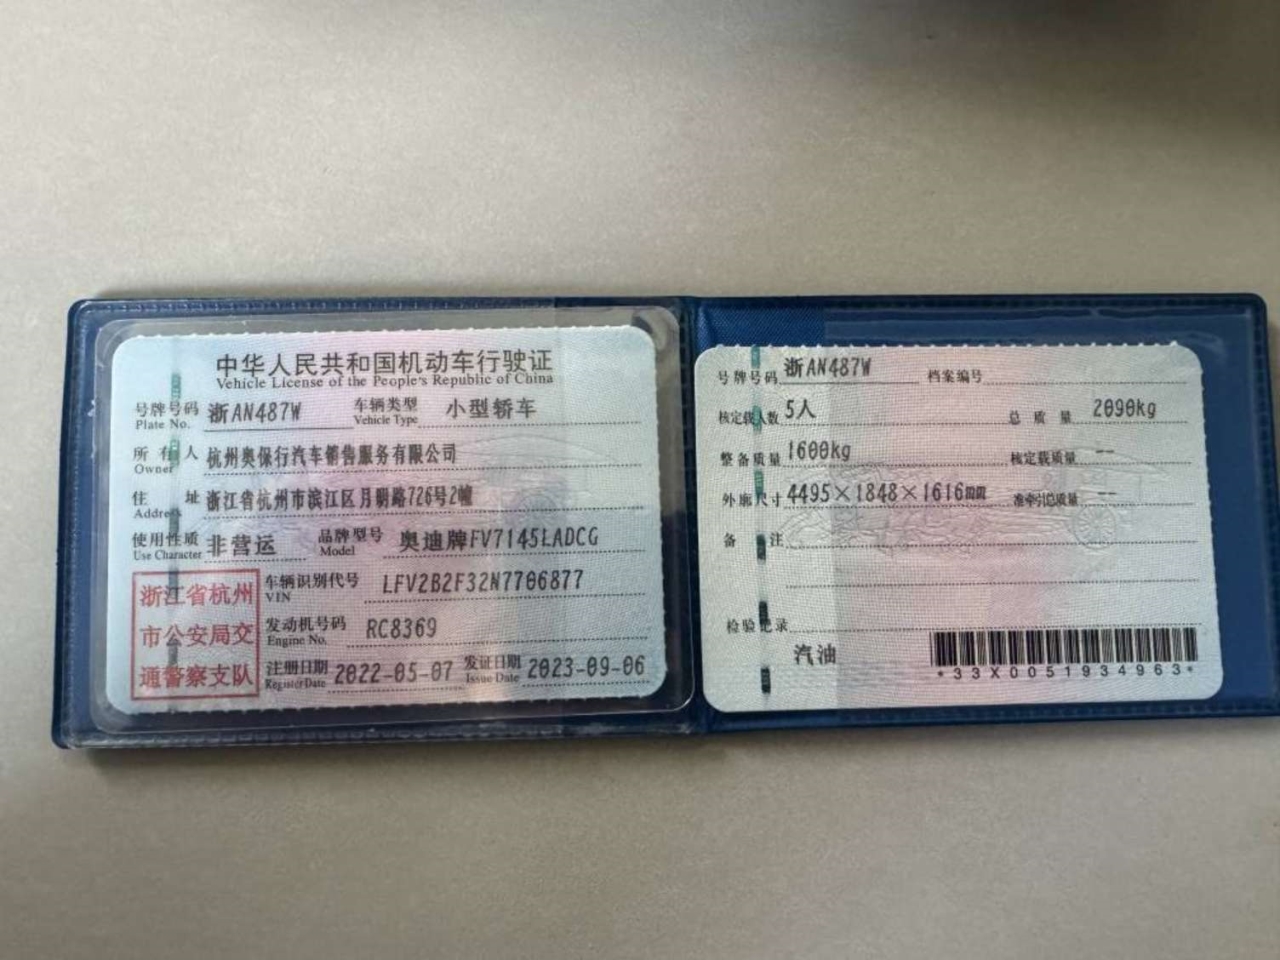 中华人民共和国机动车行驶证
Vehicle License of the People's Republic of China
号牌号码 浙AN487W 车辆类型 小型轿车
Plate No. Vehicle Type
所有人 杭州奥保行汽车销售服务有限公司
Owner
住址 浙江省杭州市滨江区月明路726号2幢
Address
使用性质 非营运 品牌型号 奥迪牌FV7145LADCG
Use Character Model
浙江省杭州
市公安局交
通警察支队
车辆识别代号 LFV2B2F32N7706877
VIN
发动机号码 RC8369
Engine No.
注册日期 2022-05-07 发证日期 2023-09-06
Register Date Issue Date
号牌号码 浙AN487W 档案编号
核定载人数 5人 总质量 2090kg
整备质量 1600kg 核定载质量 --
外廓尺寸 4495×1848×1616mm 准牵引总质量 --
备注
检验记录
汽油
*33X0051934963*